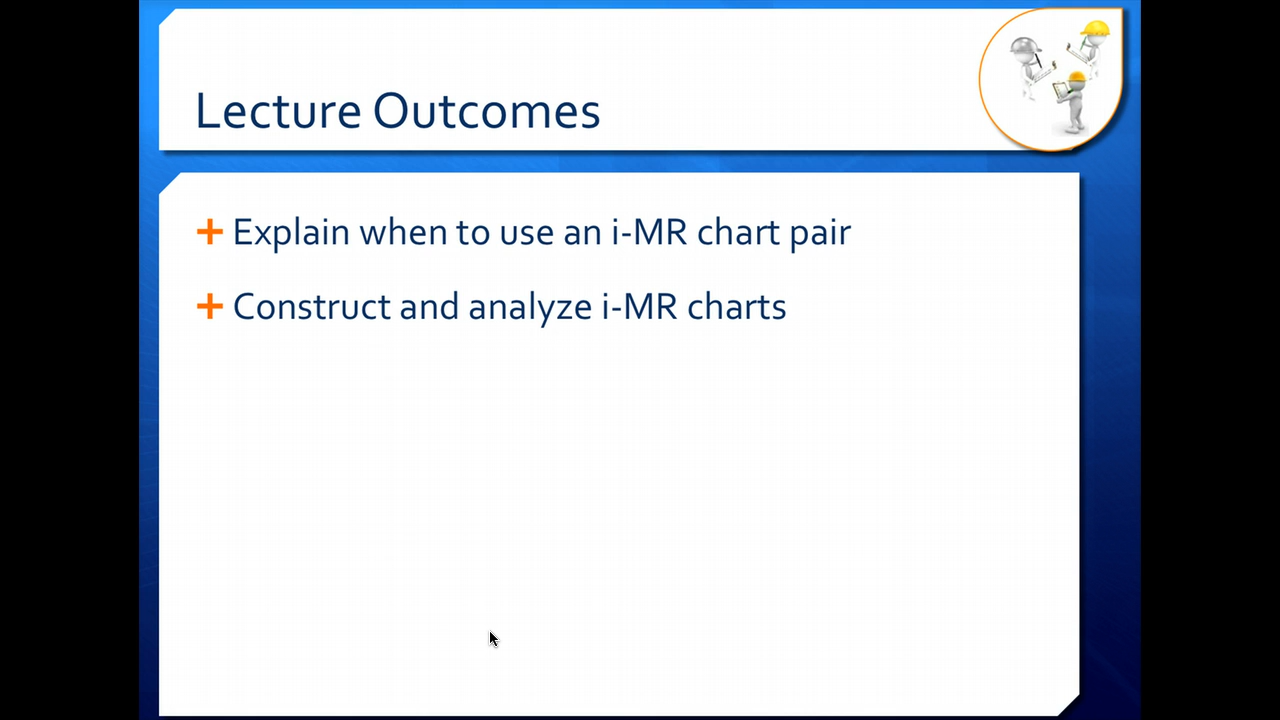 Lecture Outcomes
+ Explain when to use an i-MR chart pair
+ Construct and analyze i-MR charts